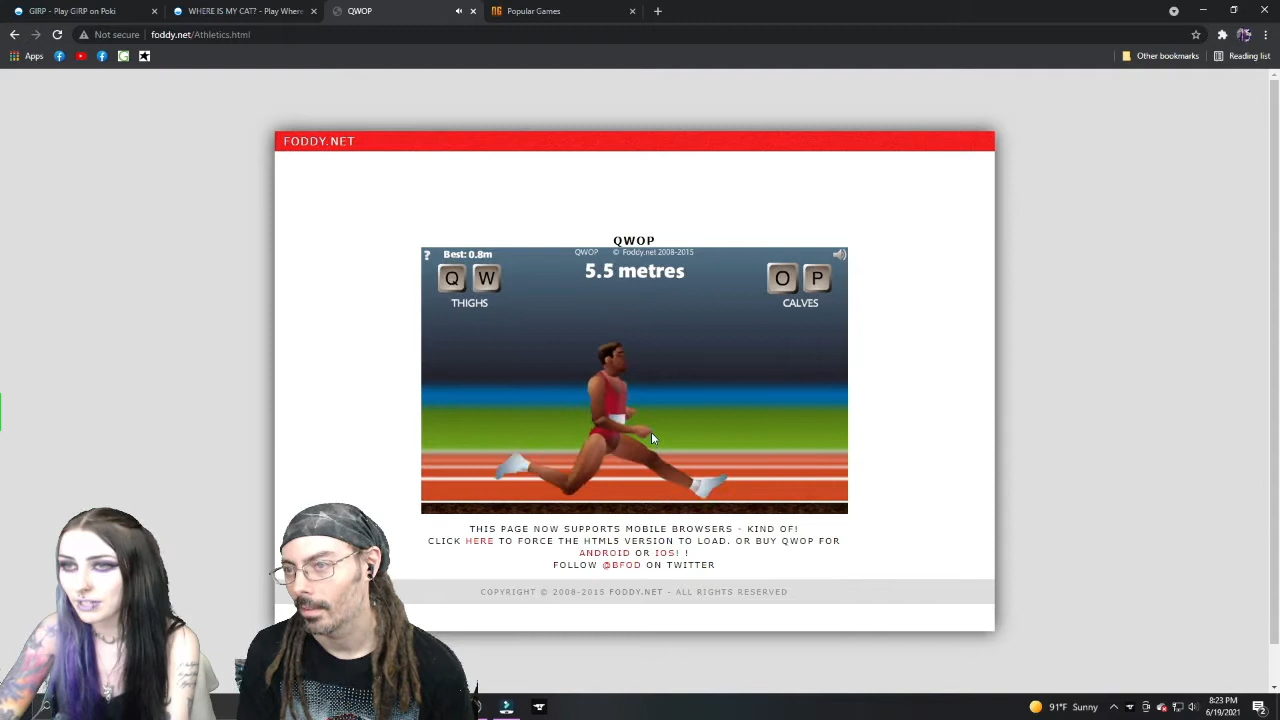 GIRP - Play GIRP on Poki
WHERE IS MY CAT? - Play Where
QWOP
Popular Games
Not secure
foddy.net/Athletics.html
Apps
Other bookmarks
Reading list
FODDY.NET
QWOP
? Best: 0.8m
QWOP © Foddy.net 2008-2015
5.5 metres
Q W
O P
THIGHS
CALVES
THIS PAGE NOW SUPPORTS MOBILE BROWSERS - KIND OF!
CLICK HERE TO FORCE THE HTML5 VERSION TO LOAD. OR BUY QWOP FOR
ANDROID OR IOS! !
FOLLOW @BFOD ON TWITTER
COPYRIGHT © 2008-2015 FODDY.NET - ALL RIGHTS RESERVED
91°F Sunny
8:23 PM
6/19/2021
2